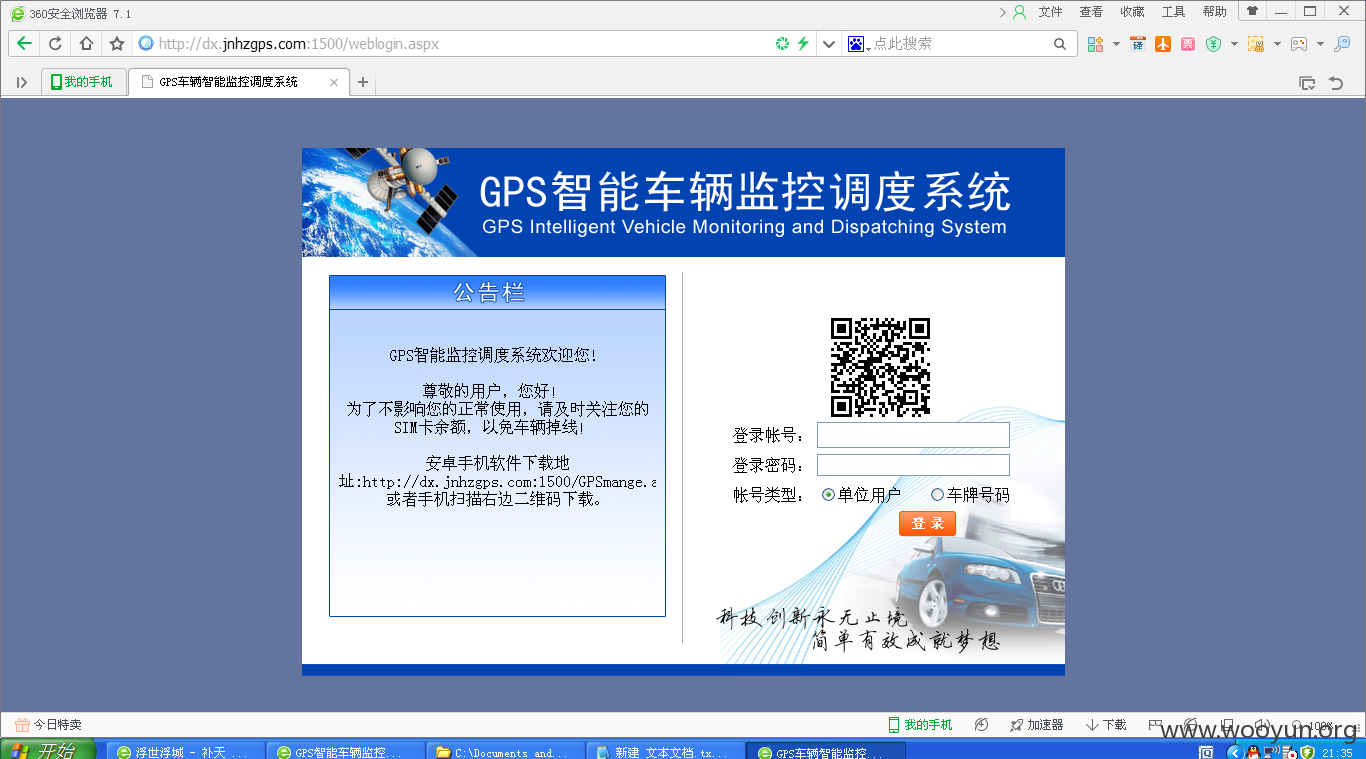 360安全浏览器 7.1
文件 查看 收藏 工具 帮助
http://dx.jnhzgps.com:1500/weblogin.aspx
点此搜索
译
票
我的手机
GPS车辆智能监控调度系统
GPS智能车辆监控调度系统
GPS Intelligent Vehicle Monitoring and Dispatching System
公告栏
GPS智能监控调度系统欢迎您!
尊敬的用户，您好!
为了不影响您的正常使用，请及时关注您的
SIM卡余额，以免车辆掉线!
安卓手机软件下载地
址:http://dx.jnhzgps.com:1500/GPSmange.a
或者手机扫描右边二维码下载。
登录帐号：
登录密码：
帐号类型： 单位用户 车牌号码
登 录
科技创新永无止境
简单有效成就梦想
今日特卖
我的手机 加速器 下载 100%
www.wooyun.org
开始
浮世浮城 - 补天 ...
GPS智能车辆监控...
C:\Documents and...
新建 文本文档.tx...
GPS车辆智能监控...
21:35